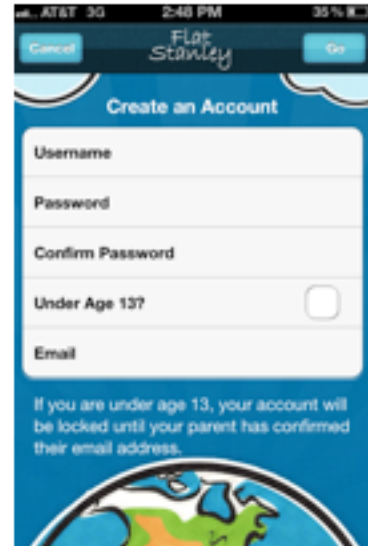 AT&T 3G 2:48 PM 35%
Cancel Flat Stanley Go
Create an Account
Username
Password
Confirm Password
Under Age 13?
Email
If you are under age 13, your account will
be locked until your parent has confirmed
their email address.